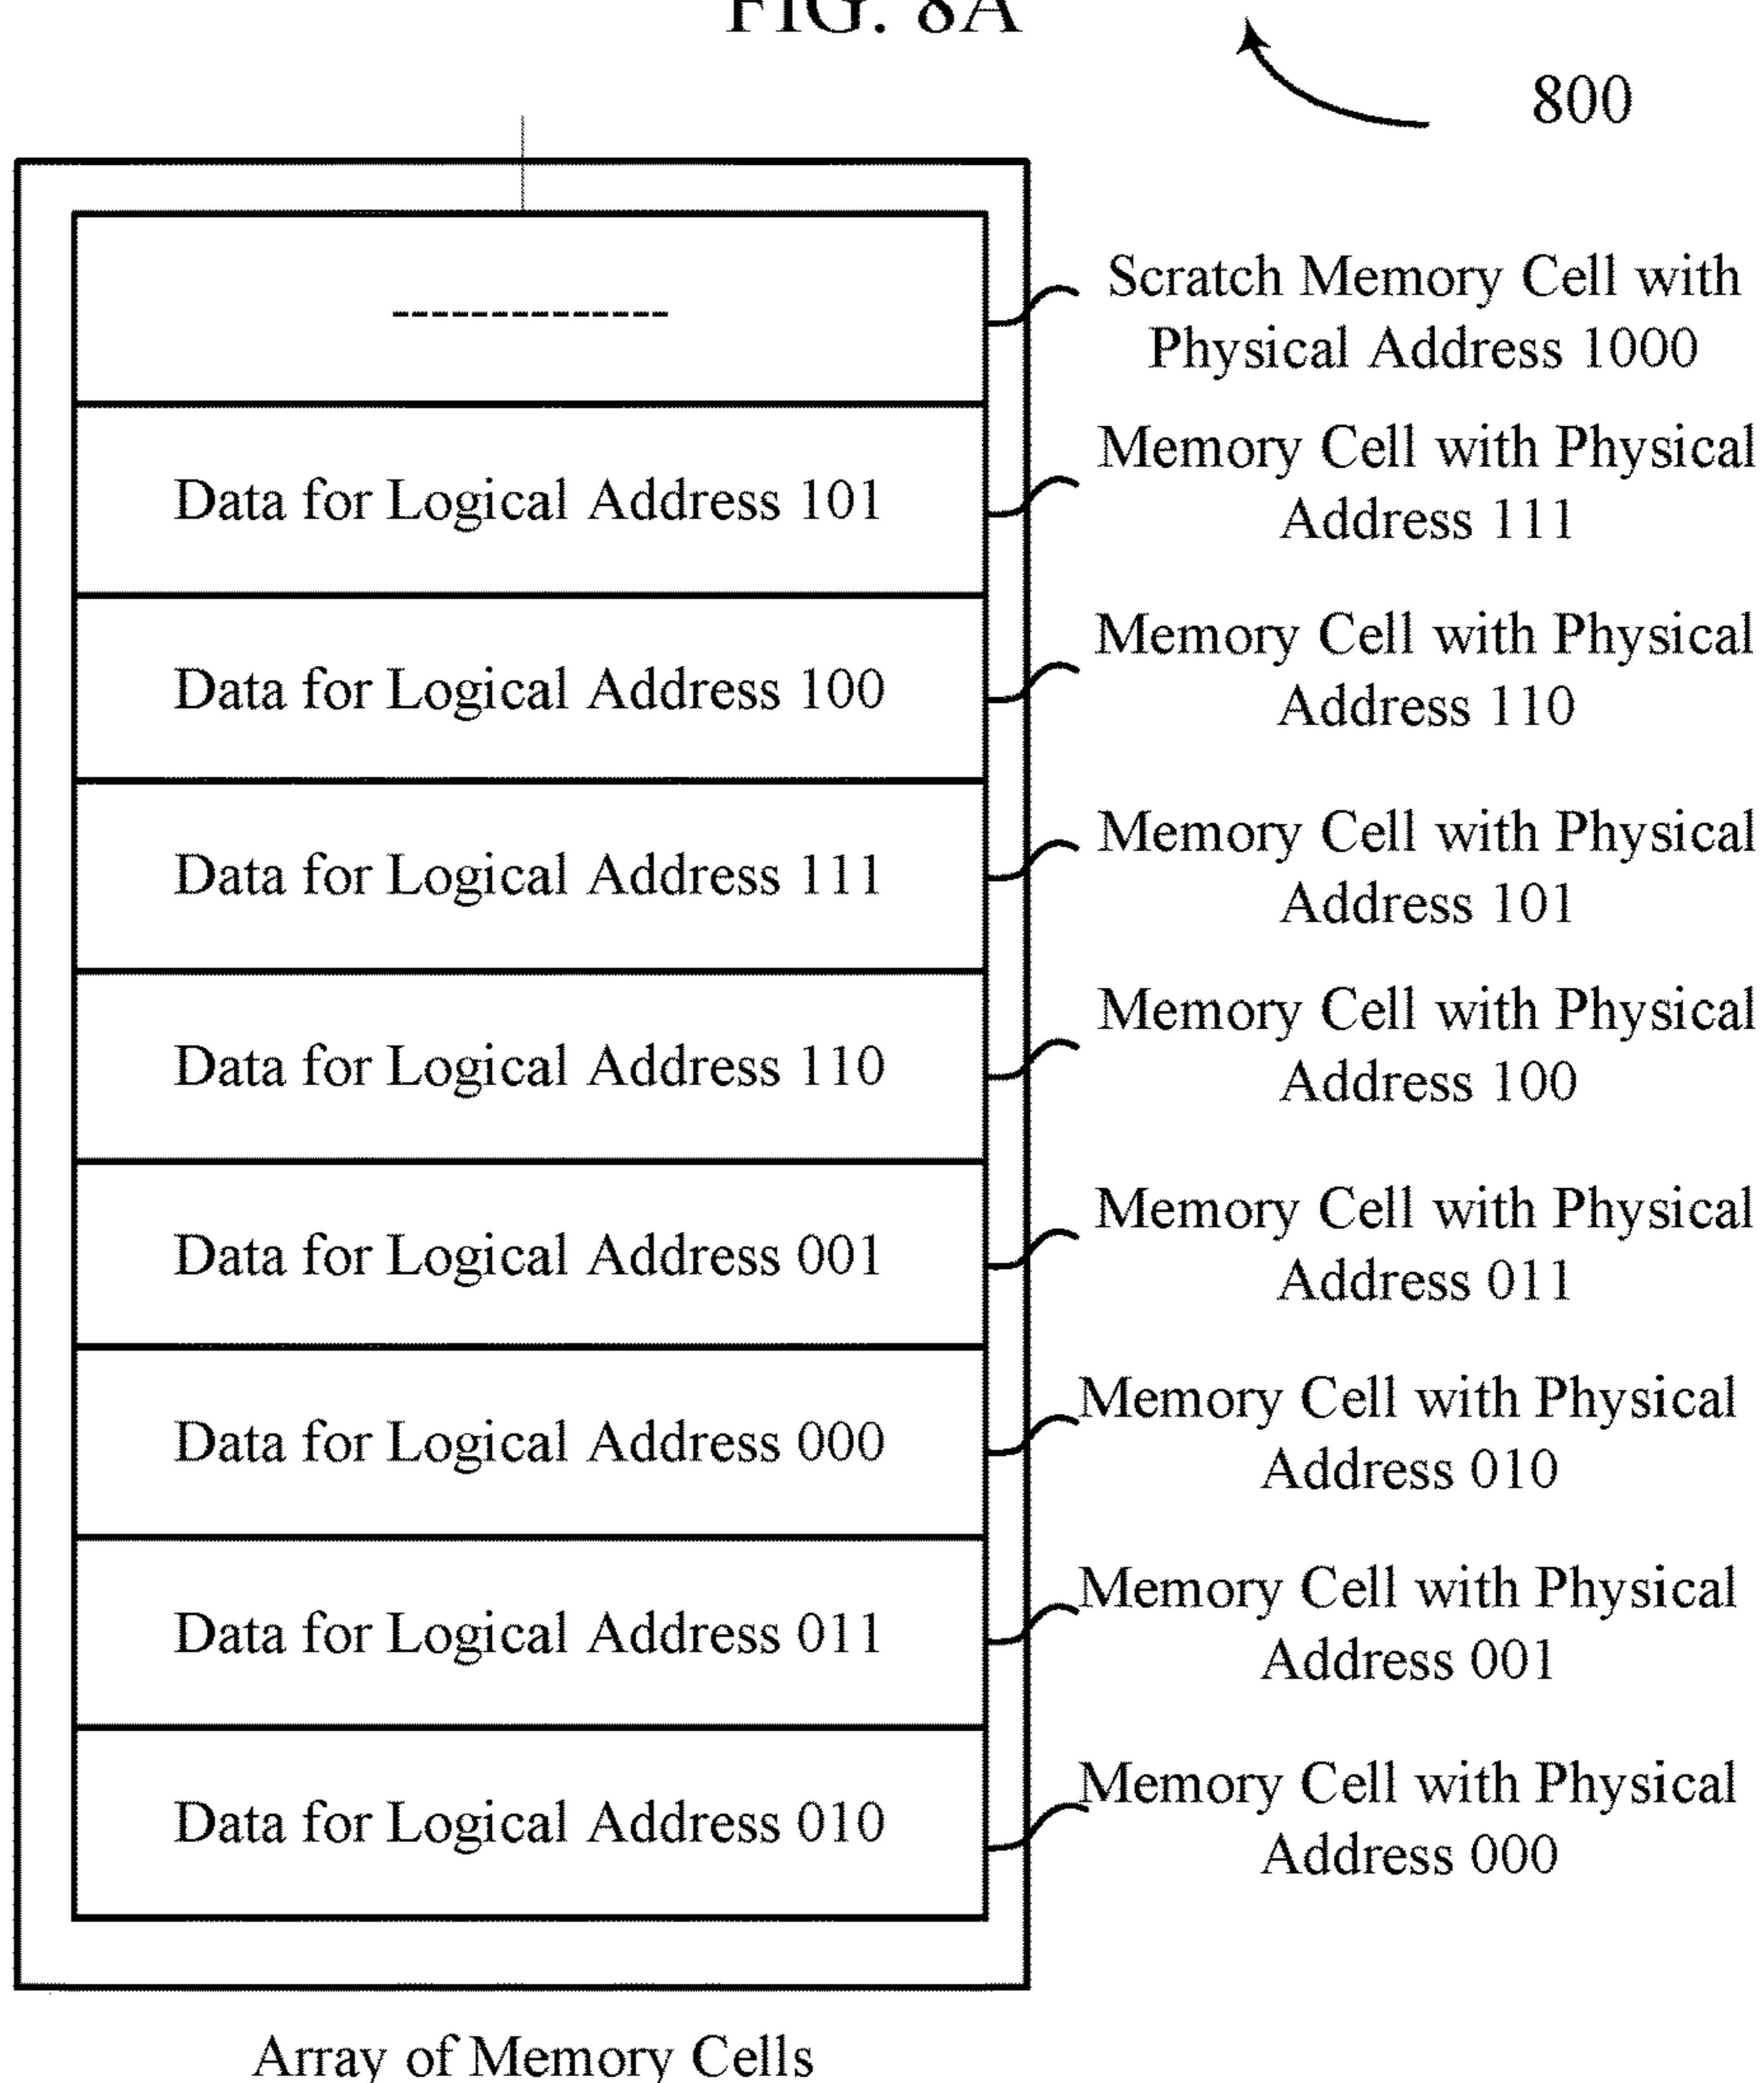 FIG. 8A
800
Scratch Memory Cell with
Physical Address 1000
Data for Logical Address 101
Memory Cell with Physical
Address 111
Data for Logical Address 100
Memory Cell with Physical
Address 110
Data for Logical Address 111
Memory Cell with Physical
Address 101
Data for Logical Address 110
Memory Cell with Physical
Address 100
Data for Logical Address 001
Memory Cell with Physical
Address 011
Data for Logical Address 000
Memory Cell with Physical
Address 010
Data for Logical Address 011
Memory Cell with Physical
Address 001
Data for Logical Address 010
Memory Cell with Physical
Address 000
Array of Memory Cells